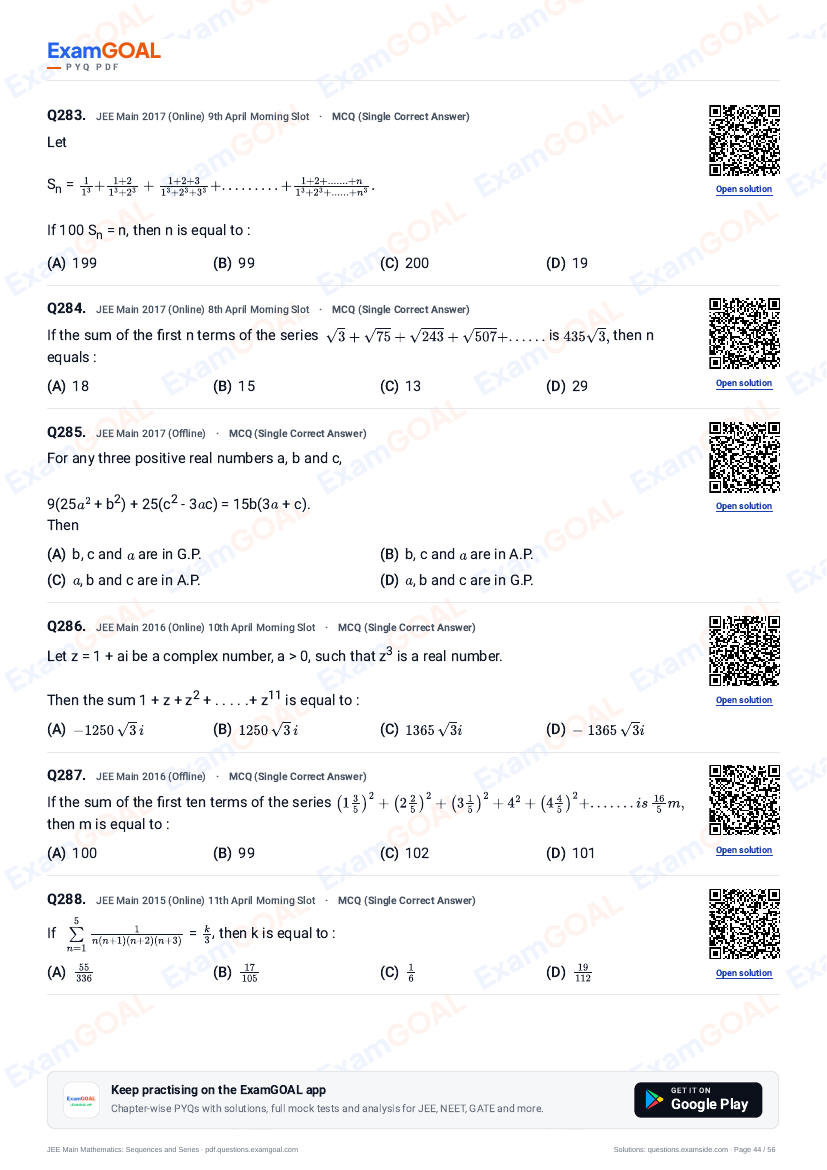 ExamGOAL
PYQ PDF
Q283. JEE Main 2017 (Online) 9th April Morning Slot · MCQ (Single Correct Answer)
Let
Sₙ = 1/1³ + (1+2)/(1³+2³) + (1+2+3)/(1³+2³+3³) + . . . . . . . . . + (1+2+.......+n)/(1³+2³+......+n³) .
If 100 Sₙ = n, then n is equal to :
(A) 199 (B) 99 (C) 200 (D) 19
Open solution
Q284. JEE Main 2017 (Online) 8th April Morning Slot · MCQ (Single Correct Answer)
If the sum of the first n terms of the series √3 + √75 + √243 + √507 + . . . . . . is 435√3, then n
equals :
(A) 18 (B) 15 (C) 13 (D) 29
Open solution
Q285. JEE Main 2017 (Offline) · MCQ (Single Correct Answer)
For any three positive real numbers a, b and c,
9(25a² + b²) + 25(c² - 3ac) = 15b(3a + c).
Then
(A) b, c and a are in G.P. (B) b, c and a are in A.P.
(C) a, b and c are in A.P. (D) a, b and c are in G.P.
Open solution
Q286. JEE Main 2016 (Online) 10th April Morning Slot · MCQ (Single Correct Answer)
Let z = 1 + ai be a complex number, a > 0, such that z³ is a real number.
Then the sum 1 + z + z² + . . . . .+ z¹¹ is equal to :
(A) −1250 √3 i (B) 1250 √3 i (C) 1365 √3i (D) − 1365 √3i
Open solution
Q287. JEE Main 2016 (Offline) · MCQ (Single Correct Answer)
If the sum of the first ten terms of the series (1 3/5)² + (2 2/5)² + (3 1/5)² + 4² + (4 4/5)² + . . . . . . . is 16/5 m,
then m is equal to :
(A) 100 (B) 99 (C) 102 (D) 101
Open solution
Q288. JEE Main 2015 (Online) 11th April Morning Slot · MCQ (Single Correct Answer)
If ∑ₙ₌₁⁵ 1/(n(n+1)(n+2)(n+3)) = k/3, then k is equal to :
(A) 55/336 (B) 17/105 (C) 1/6 (D) 19/112
Open solution
Keep practising on the ExamGOAL app
Chapter-wise PYQs with solutions, full mock tests and analysis for JEE, NEET, GATE and more.
GET IT ON
Google Play
JEE Main Mathematics: Sequences and Series · pdf.questions.examgoal.com
Solutions: questions.examside.com · Page 44 / 56